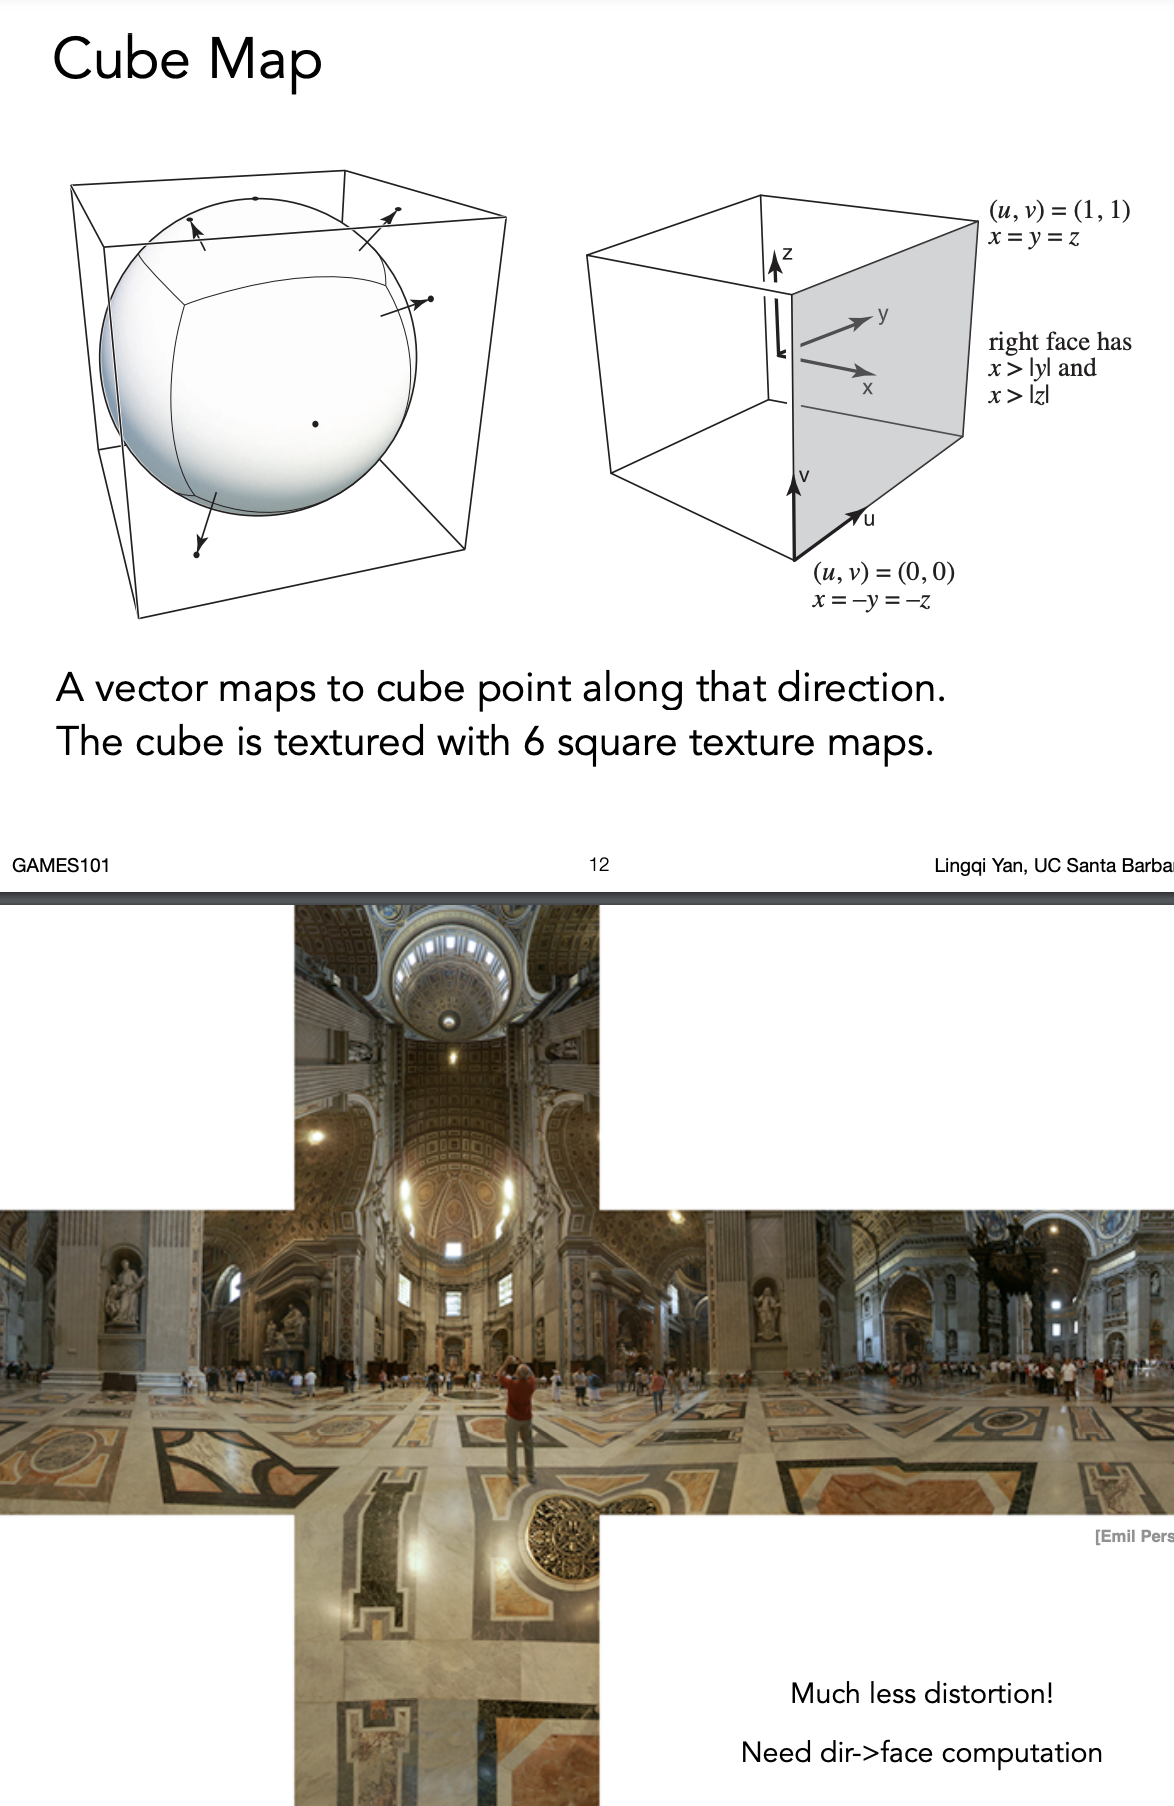 Cube Map
(u, v) = (1, 1)
x = y = z
z
y
x
right face has
x > |y| and
x > |z|
v
u
(u, v) = (0, 0)
x = –y = –z
A vector maps to cube point along that direction.
The cube is textured with 6 square texture maps.
GAMES101
12
Lingqi Yan, UC Santa
[Emil
Much less distortion!
Need dir->face computation